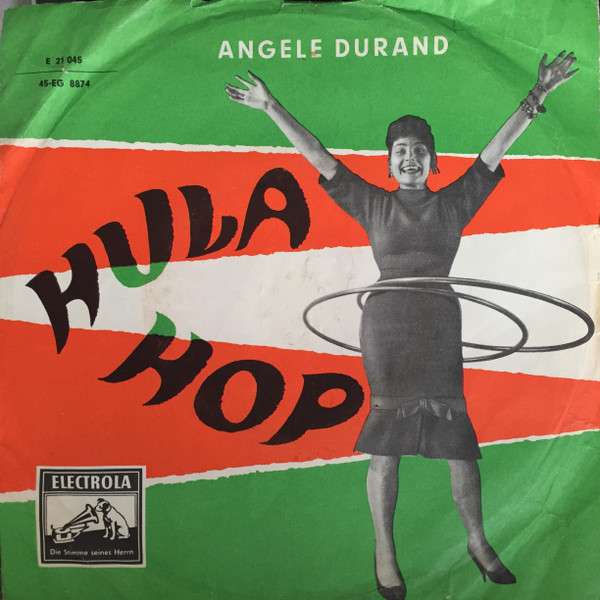 ANGELE DURAND
E 21 045
45-EG 8874
HULA
HOP
ELECTROLA
Die Stimme seines Herrn